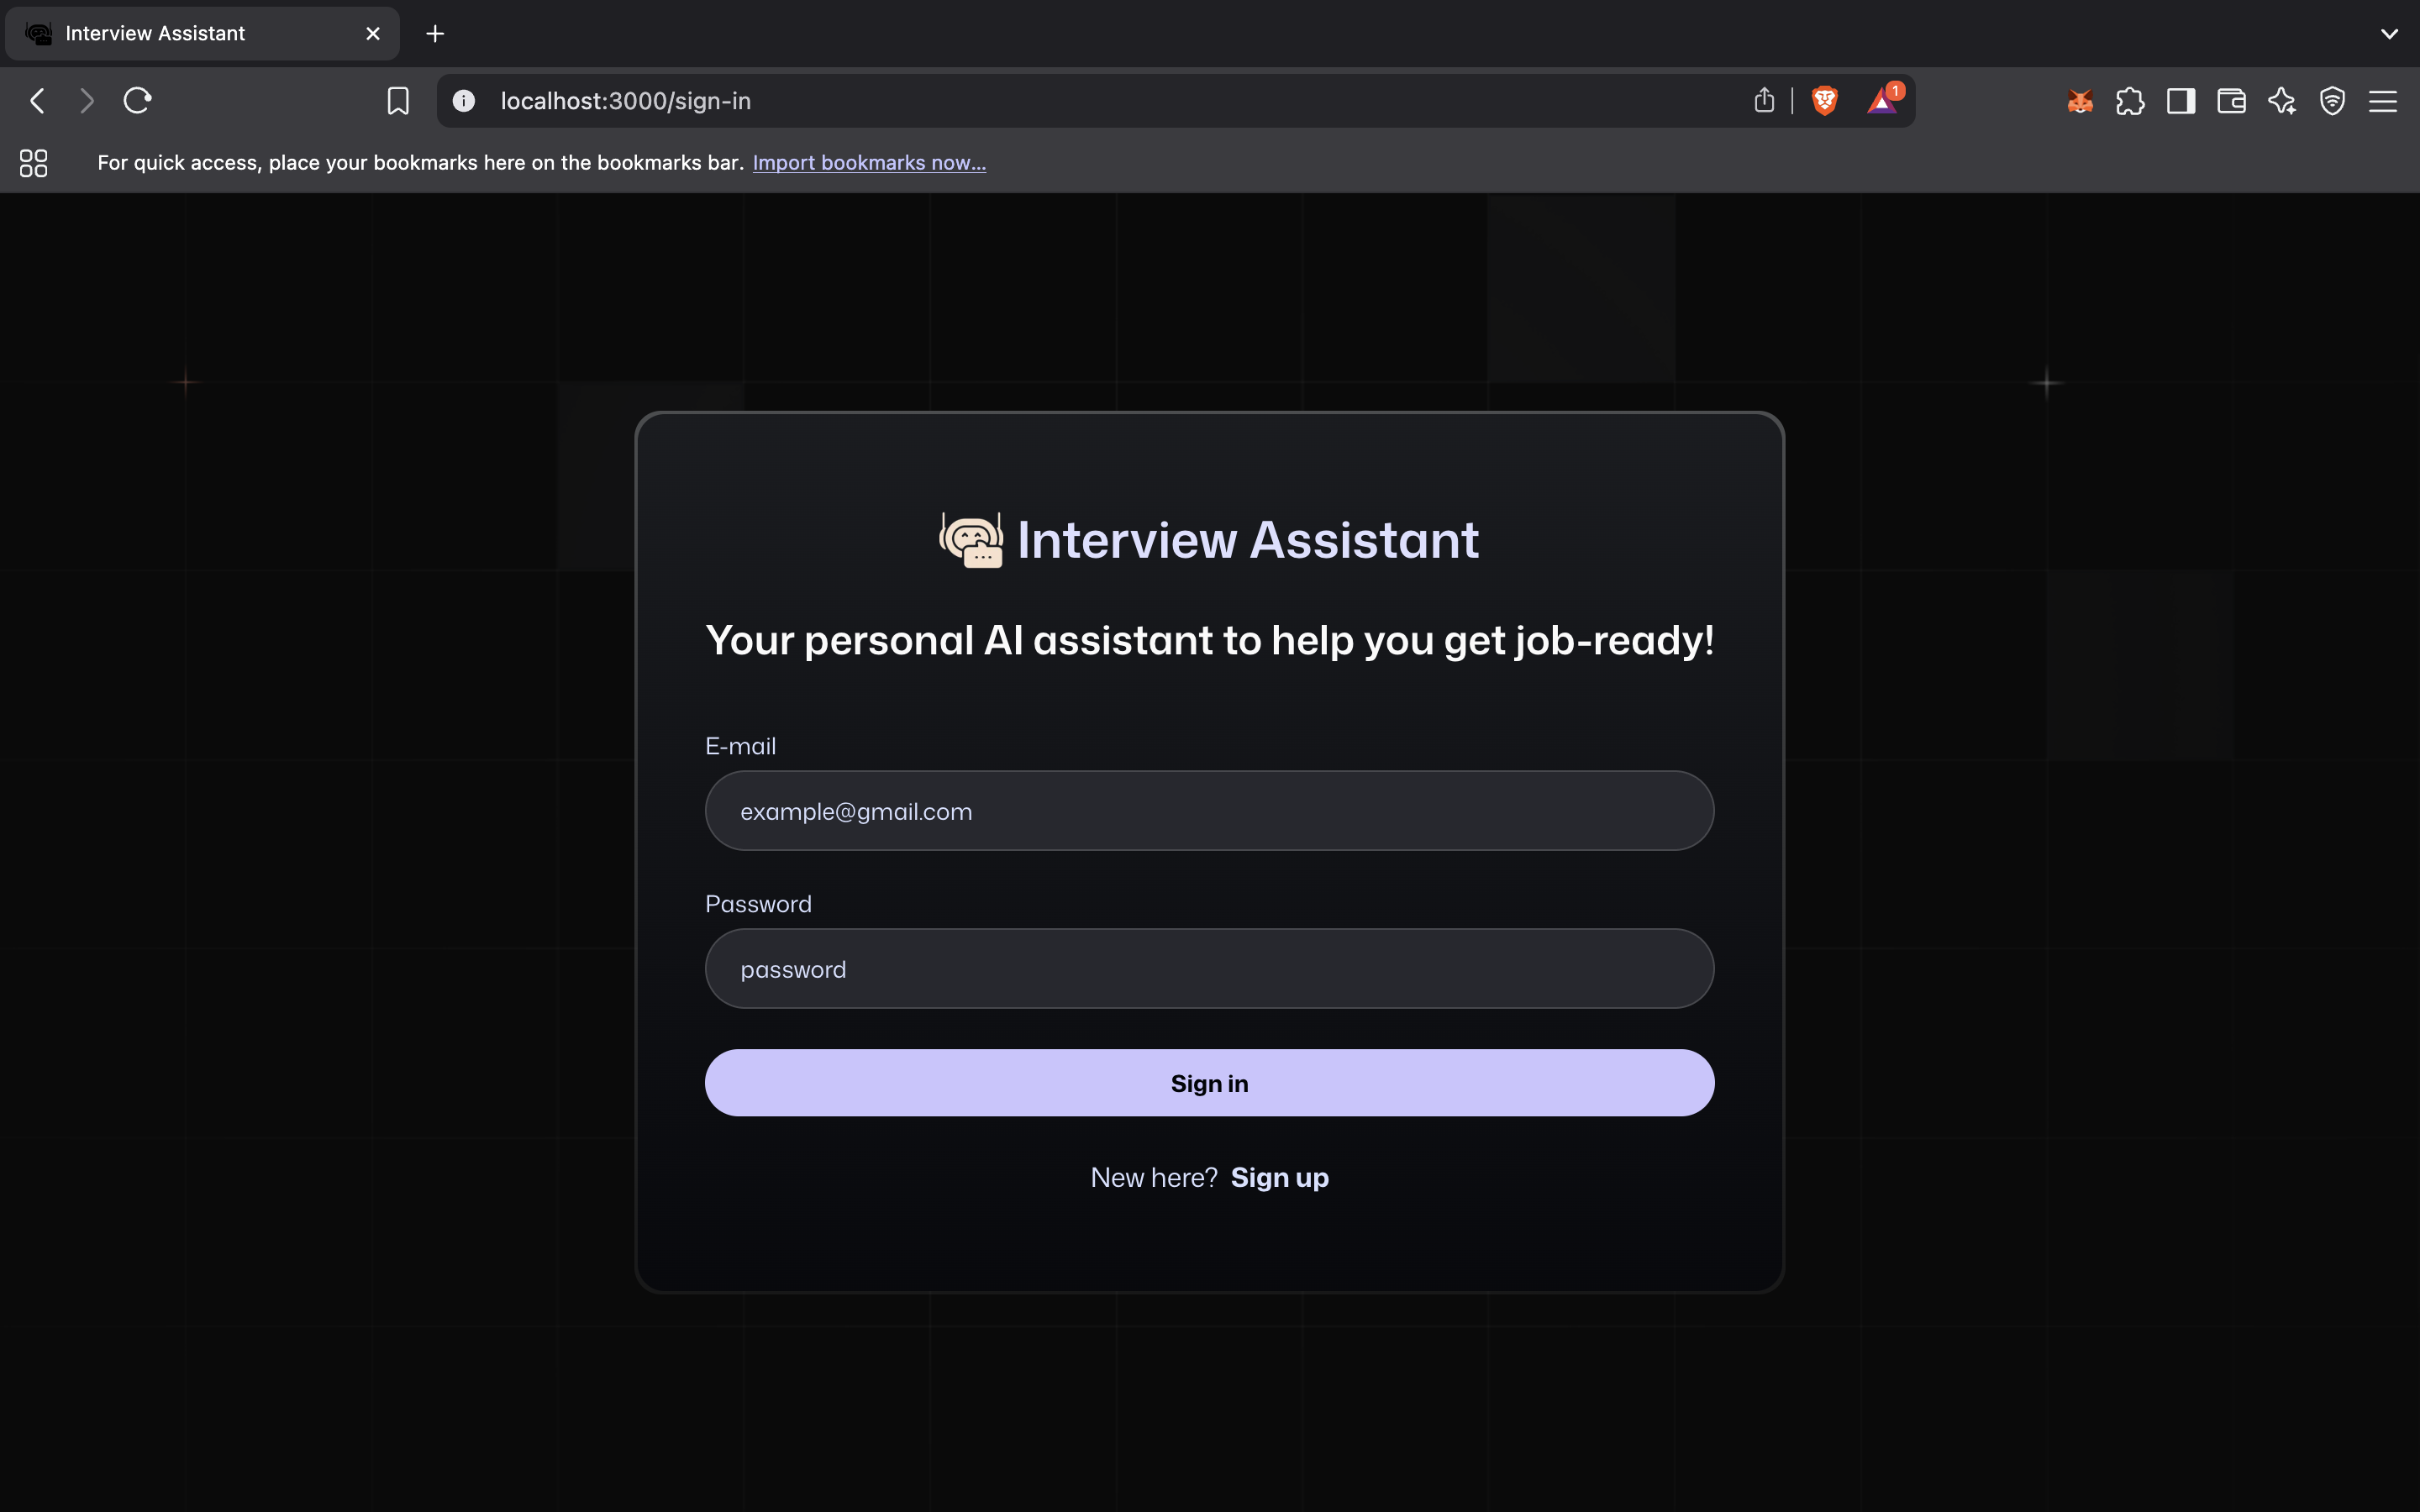 Interview Assistant
localhost:3000/sign-in
1
For quick access, place your bookmarks here on the bookmarks bar. Import bookmarks now...
Interview Assistant
Your personal AI assistant to help you get job-ready!
E-mail
example@gmail.com
Password
password
Sign in
New here? Sign up